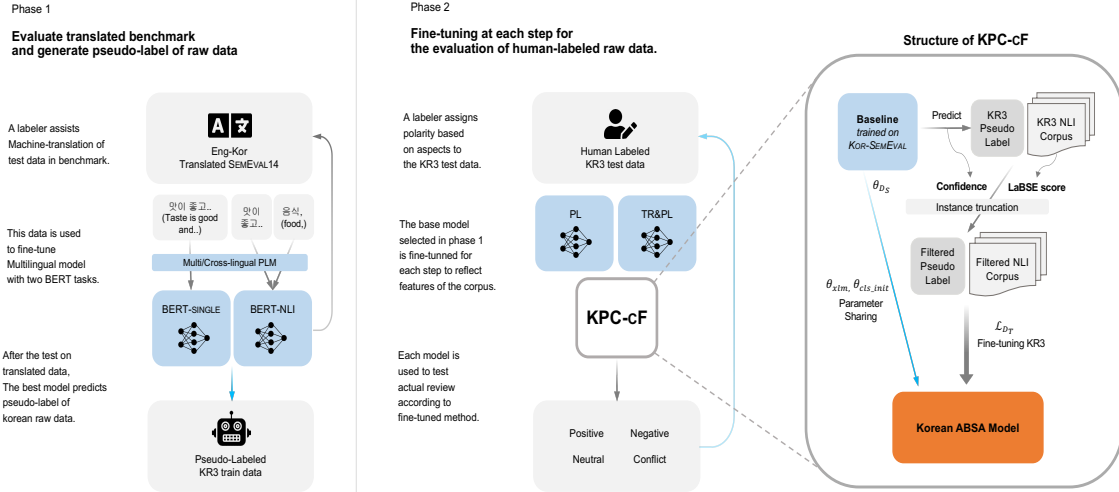 Phase 1
Evaluate translated benchmark
and generate pseudo-label of raw data
A labeler assists
Machine-translation of
test data in benchmark.
A 文
Eng-Kor
Translated SEMEVAL14
맛이 좋고..
(Taste is good
and..)
맛이
좋고..
음식,
(food,)
This data is used
to fine-tune
Multilingual model
with two BERT tasks.
Multi/Cross-lingual PLM
BERT-SINGLE
BERT-NLI
After the test on
translated data,
The best model predicts
pseudo-label of
korean raw data.
Pseudo-Labeled
KR3 train data
Phase 2
Fine-tuning at each step for
the evaluation of human-labeled raw data.
A labeler assigns
polarity based
on aspects to
the KR3 test data.
Human Labeled
KR3 test data
The base model
selected in phase 1
is fine-tunned for
each step to reflect
features of the corpus.
PL
TR&PL
KPC-CF
Each model is
used to test
actual review
according to
fine-tuned method.
Positive Negative
Neutral Conflict
Structure of KPC-CF
Baseline
trained on
KOR-SEMEVAL
Predict
KR3
Pseudo
Label
KR3 NLI
Corpus
θ_{D_S}
Confidence
LaBSE score
Instance truncation
Filtered
Pseudo
Label
Filtered NLI
Corpus
θ_{xlm}, θ_{cls_init}
Parameter
Sharing
ℒ_{D_T}
Fine-tuning KR3
Korean ABSA Model